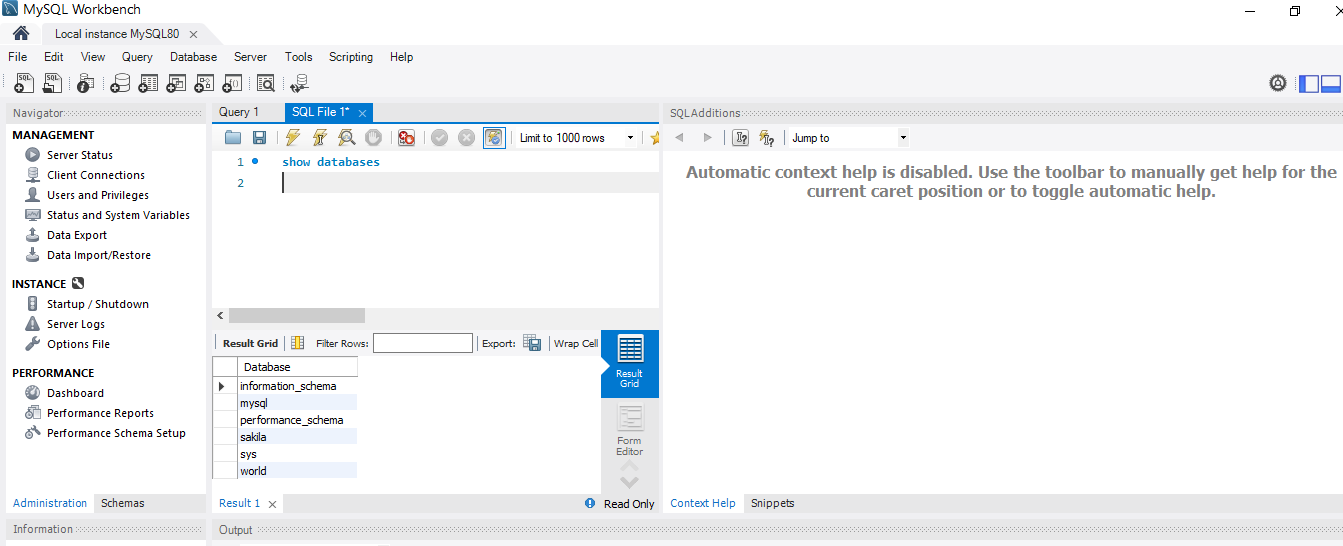 MySQL Workbench
Local instance MySQL80
File Edit View Query Database Server Tools Scripting Help
Navigator
MANAGEMENT
Server Status
Client Connections
Users and Privileges
Status and System Variables
Data Export
Data Import/Restore
INSTANCE
Startup / Shutdown
Server Logs
Options File
PERFORMANCE
Dashboard
Performance Reports
Performance Schema Setup
Administration Schemas
Information
Query 1 SQL File 1*
Limit to 1000 rows
1 show databases
2
Result Grid Filter Rows: Export: Wrap Cell
Database
information_schema
mysql
performance_schema
sakila
sys
world
Result Grid
Form Editor
Result 1 Read Only
Output
SQLAdditions
Jump to
Automatic context help is disabled. Use the toolbar to manually get help for the
current caret position or to toggle automatic help.
Context Help Snippets